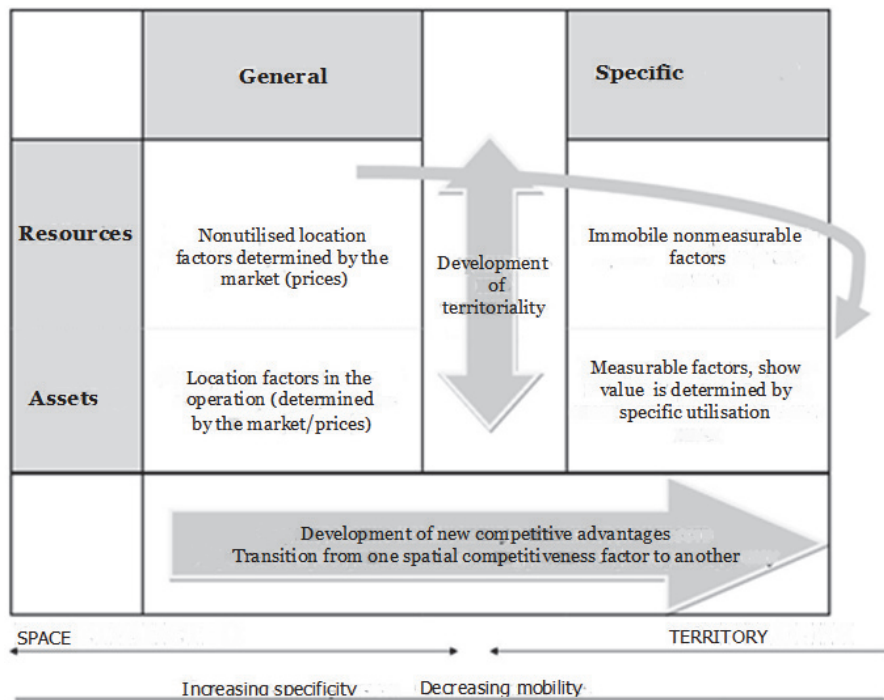 General
Specific
Resources
Nonutilised location
factors determined by the
market (prices)
Development
of
territoriality
Immobile nonmeasurable
factors
Assets
Location factors in the
operation (determined
by the market/prices)
Measurable factors, show
value is determined by
specific utilisation
Development of new competitive advantages
Transition from one spatial competitiveness factor to another
SPACE
TERRITORY
Increasing specificity
Decreasing mobility